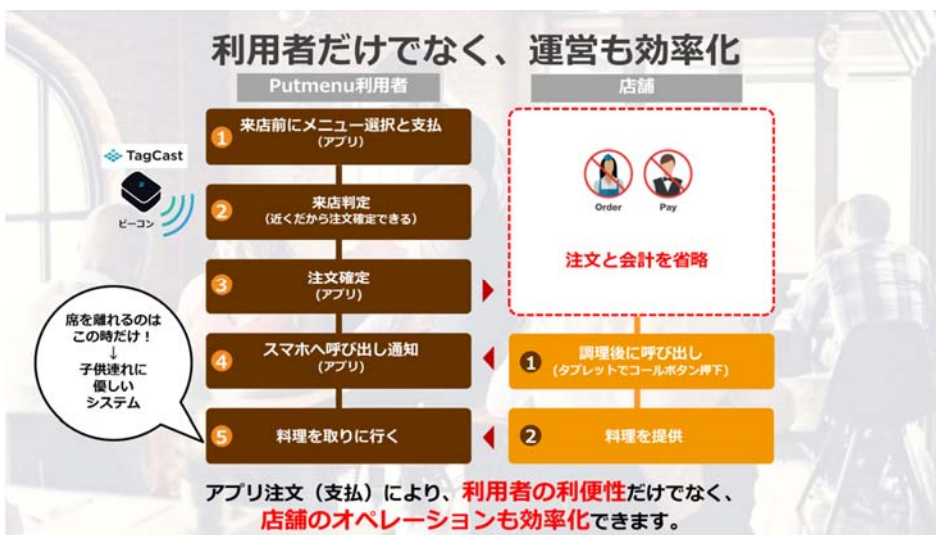 利用者だけでなく、運営も効率化
Putmenu利用者
店舗
1
来店前にメニュー選択と支払
(アプリ)
TagCast
ビーコン
2
来店判定
(近くだから注文確定できる)
3
注文確定
(アプリ)
Order
Pay
注文と会計を省略
席を離れるのは
この時だけ！
↓
子供連れに
優しい
システム
4
スマホへ呼び出し通知
(アプリ)
1
調理後に呼び出し
(タブレットでコールボタン押下)
5
料理を取りに行く
2
料理を提供
アプリ注文（支払）により、利用者の利便性だけでなく、
店舗のオペレーションも効率化できます。